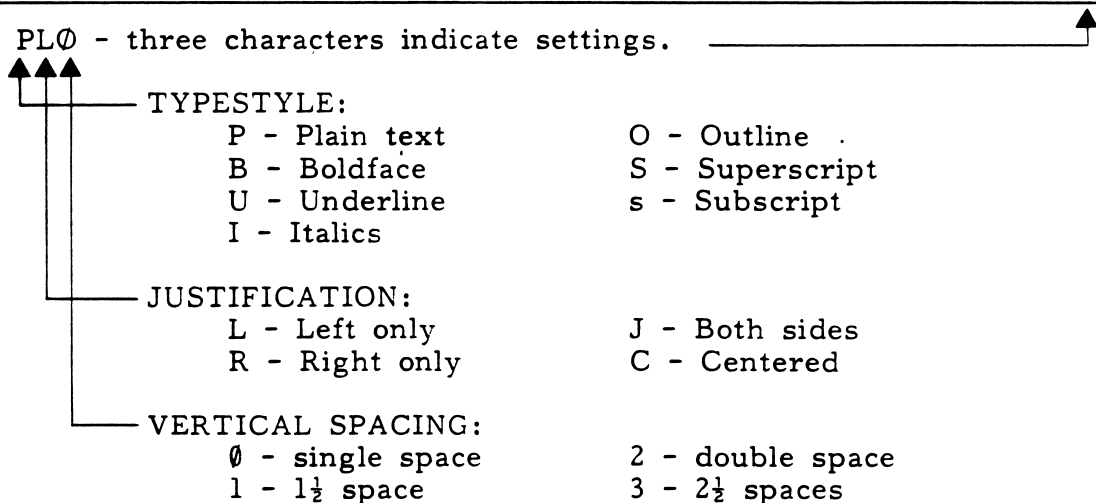 PLØ - three characters indicate settings.
TYPESTYLE:
P - Plain text O - Outline
B - Boldface S - Superscript
U - Underline s - Subscript
I - Italics
JUSTIFICATION:
L - Left only J - Both sides
R - Right only C - Centered
VERTICAL SPACING:
Ø - single space 2 - double space
1 - 1½ space 3 - 2½ spaces